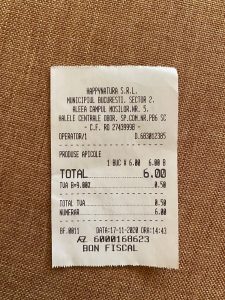 HAPPYNATURA S.R.L.
MUNICIPIUL BUCURESTI. SECTOR 2.
ALEEA CAMPUL MOSILOR.NR. 5.
HALELE CENTRALE OBOR. SP.COM.NR.P86 SC
- C.F. RO 27439998 -
OPERATOR/1 D.603012385
PRODUSE APICOLE
1 BUC X 6.00 6.00 B
TOTAL 6.00
TVA B=9.00% 0.50
TOTAL TVA 0.50
NUMERAR 6.00
BF.0011 DATA:17-11-2020 ORA:14:43
6000168623
BON FISCAL